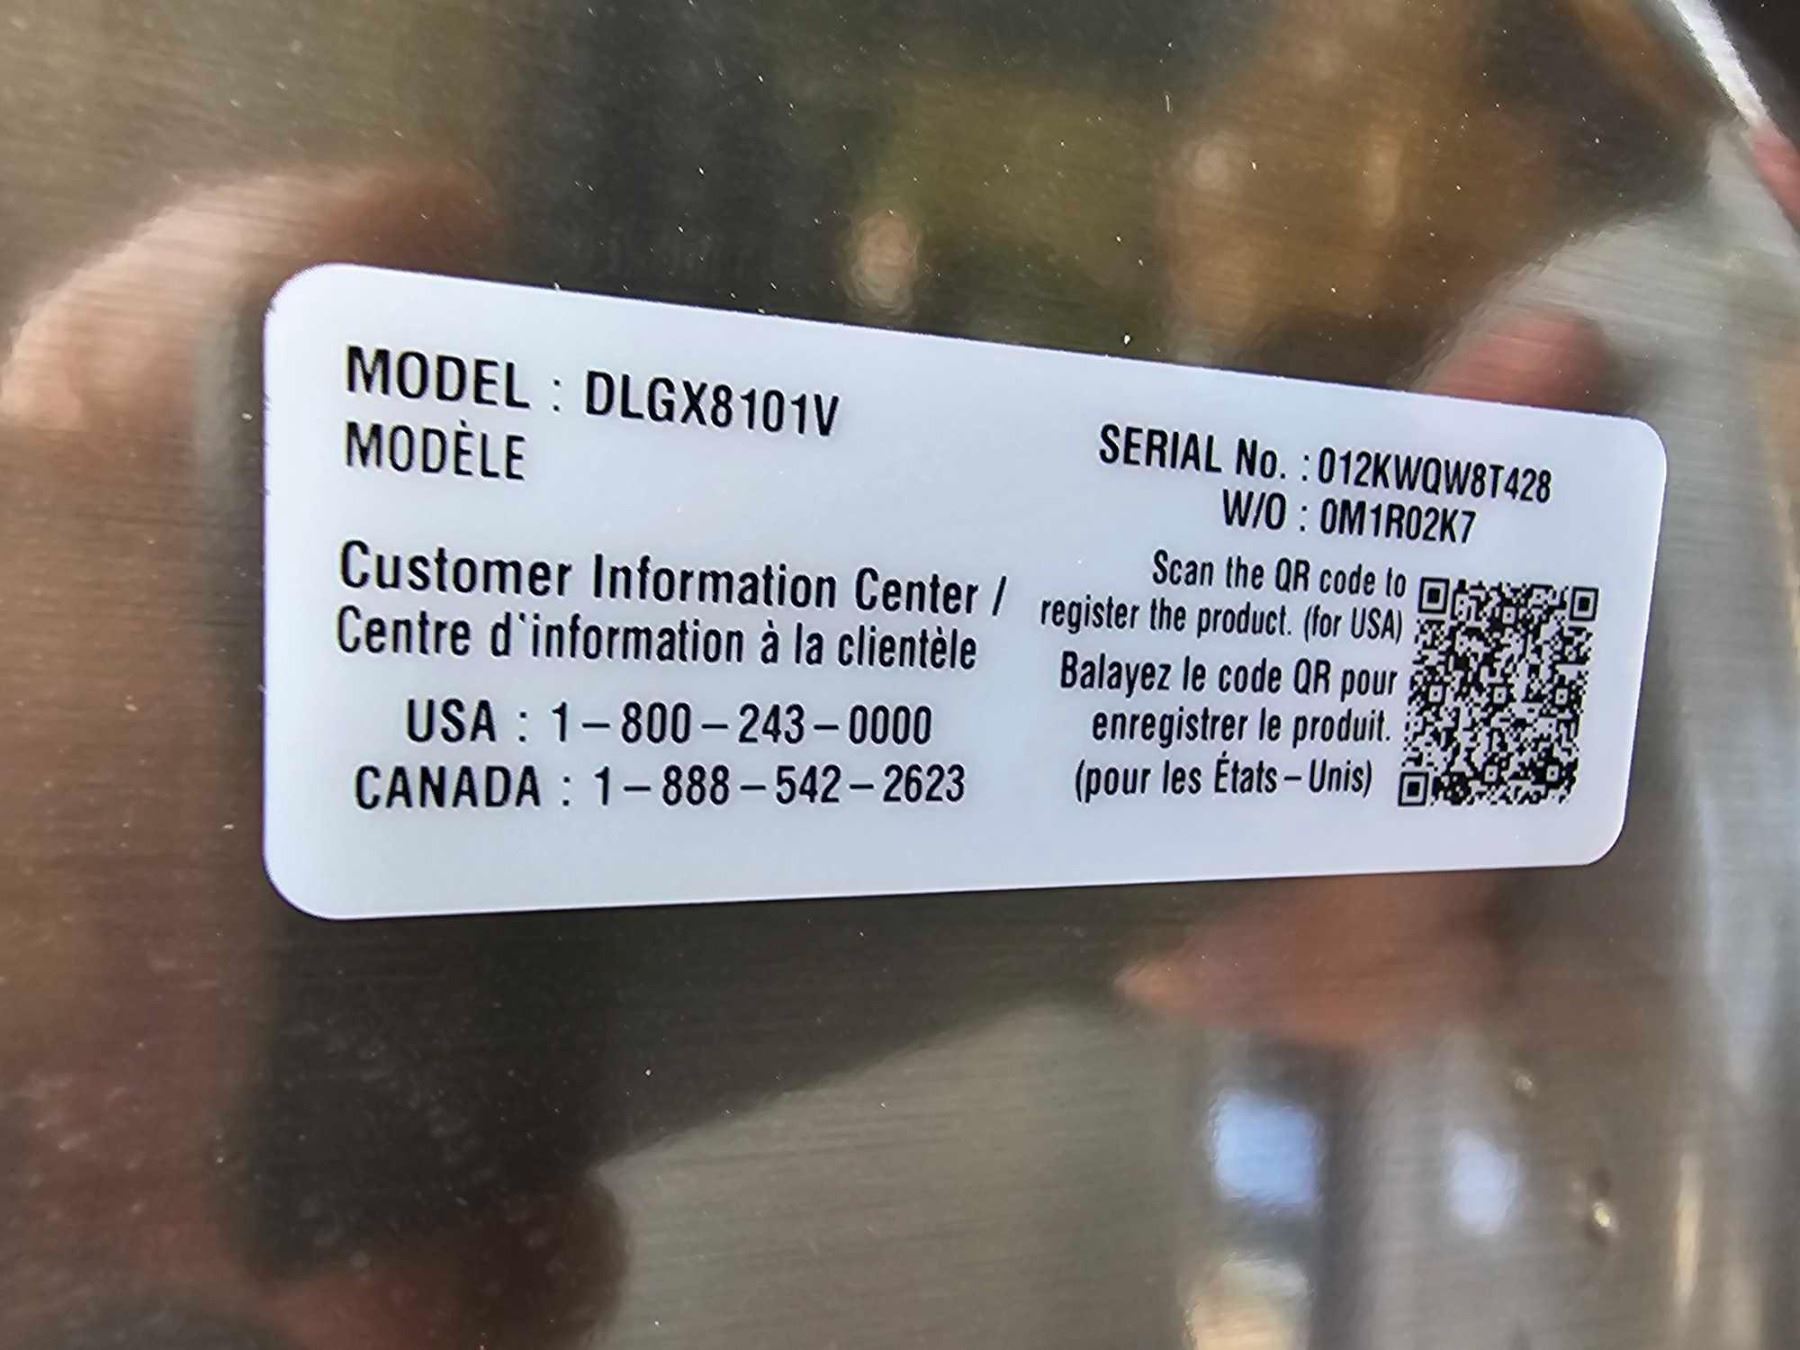 MODEL : DLGX8101V
MODÈLE
SERIAL No. : 012KWQW8T428
W/O : 0M1R02K7
Customer Information Center /
Centre d'information à la clientèle
USA : 1-800-243-0000
CANADA : 1-888-542-2623
Scan the QR code to
register the product. (for USA)
Balayez le code QR pour
enregistrer le produit.
(pour les États-Unis)